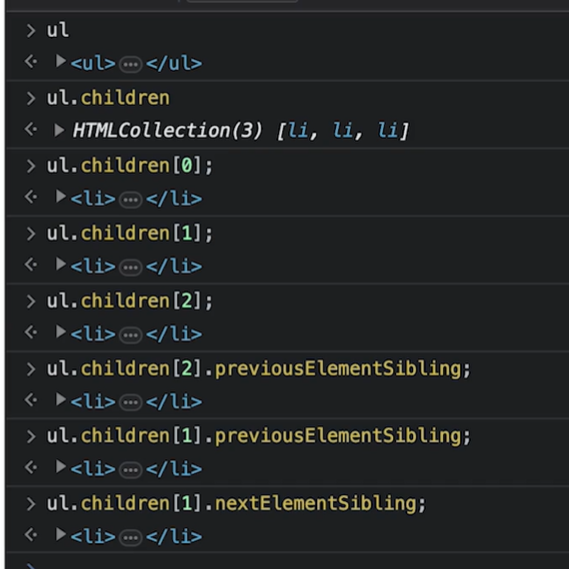 > ul
<· ▶<ul>…</ul>
> ul.children
<· ▶ HTMLCollection(3) [li, li, li]
> ul.children[0];
<· ▶<li>…</li>
> ul.children[1];
<· ▶<li>…</li>
> ul.children[2];
<· ▶<li>…</li>
> ul.children[2].previousElementSibling;
<· ▶<li>…</li>
> ul.children[1].previousElementSibling;
<· ▶<li>…</li>
> ul.children[1].nextElementSibling;
<· ▶<li>…</li>